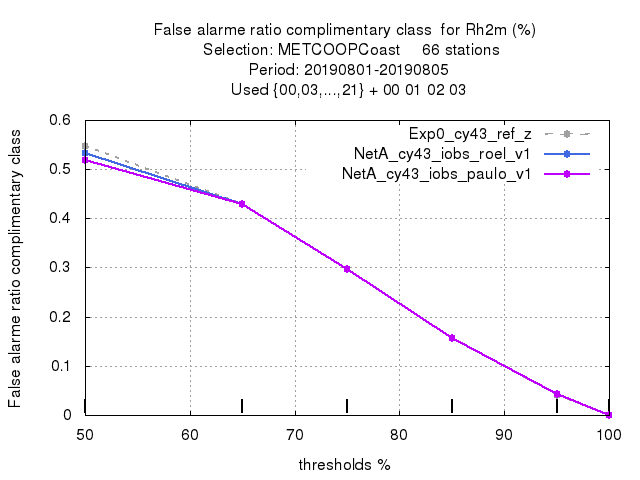 False alarme ratio complimentary class  for Rh2m (%)
Selection: METCOOPCoast     66 stations
Period: 20190801-20190805
Used {00,03,...,21} + 00 01 02 03
Exp0_cy43_ref_z
NetA_cy43_iobs_roel_v1
NetA_cy43_iobs_paulo_v1
False alarme ratio complimentary class
0.6
0.5
0.4
0.3
0.2
0.1
0
50 60 70 80 90 100
thresholds %